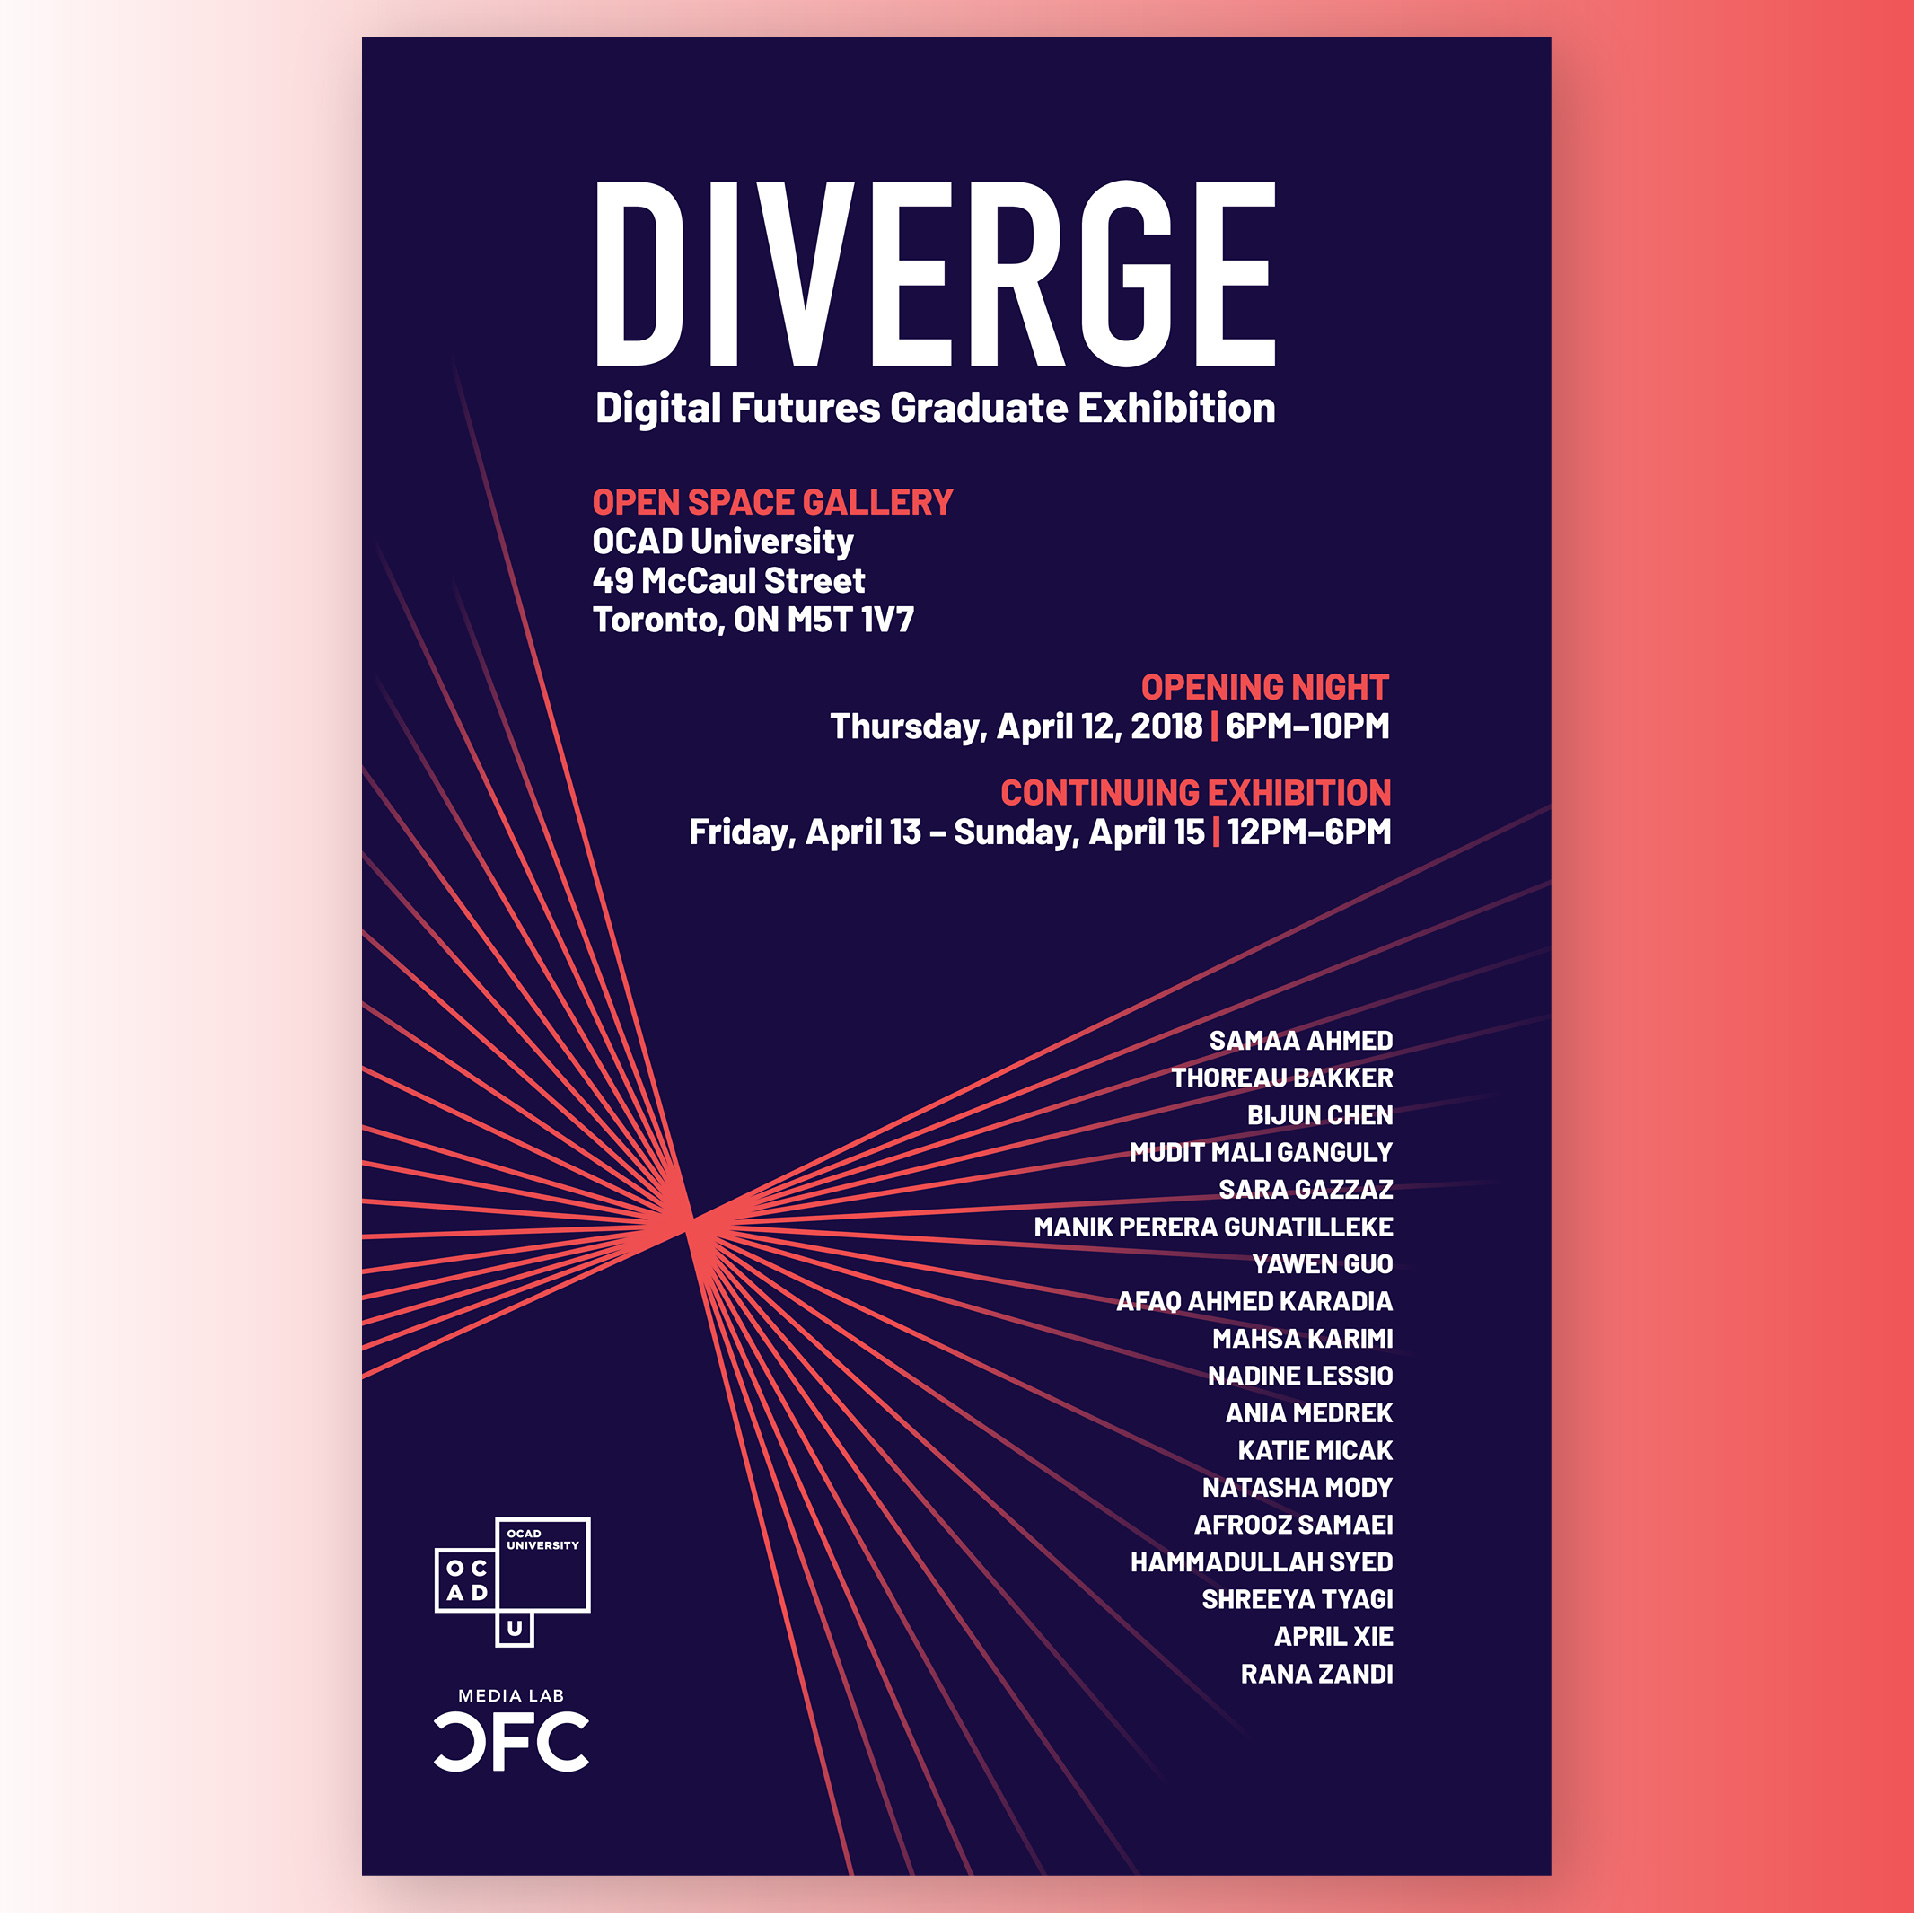 DIVERGE
Digital Futures Graduate Exhibition
OPEN SPACE GALLERY
OCAD University
49 McCaul Street
Toronto, ON M5T 1V7
OPENING NIGHT
Thursday, April 12, 2018 | 6PM–10PM
CONTINUING EXHIBITION
Friday, April 13 – Sunday, April 15 | 12PM–6PM
SAMAA AHMED
THOREAU BAKKER
BIJUN CHEN
MUDIT MALI GANGULY
SARA GAZZAZ
MANIK PERERA GUNATILLEKE
YAWEN GUO
AFAQ AHMED KARADIA
MAHSA KARIMI
NADINE LESSIO
ANIA MEDREK
KATIE MICAK
NATASHA MODY
AFROOZ SAMAEI
HAMMADULLAH SYED
SHREEYA TYAGI
APRIL XIE
RANA ZANDI
OCAD
UNIVERSITY
OC
AD
U
MEDIA LAB
CFC